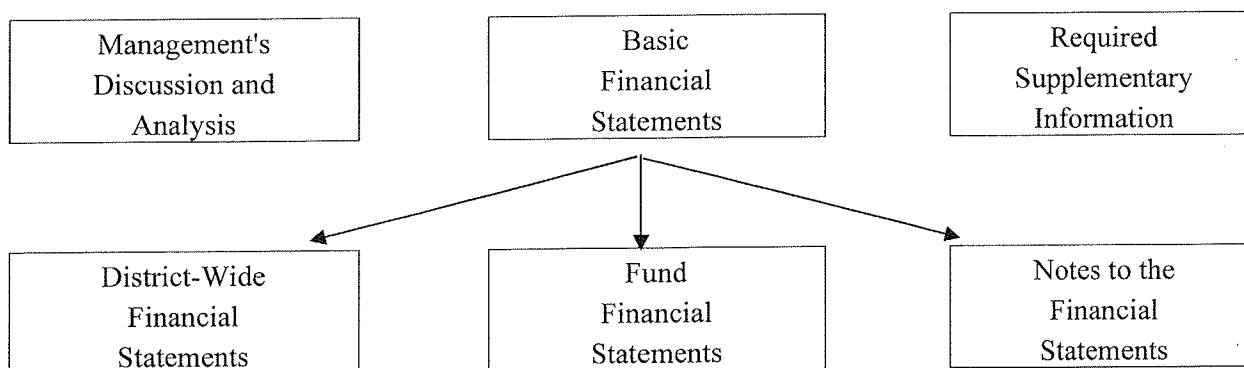 Management's
Discussion and
Analysis
Basic
Financial
Statements
Required
Supplementary
Information
District-Wide
Financial
Statements
Fund
Financial
Statements
Notes to the
Financial
Statements